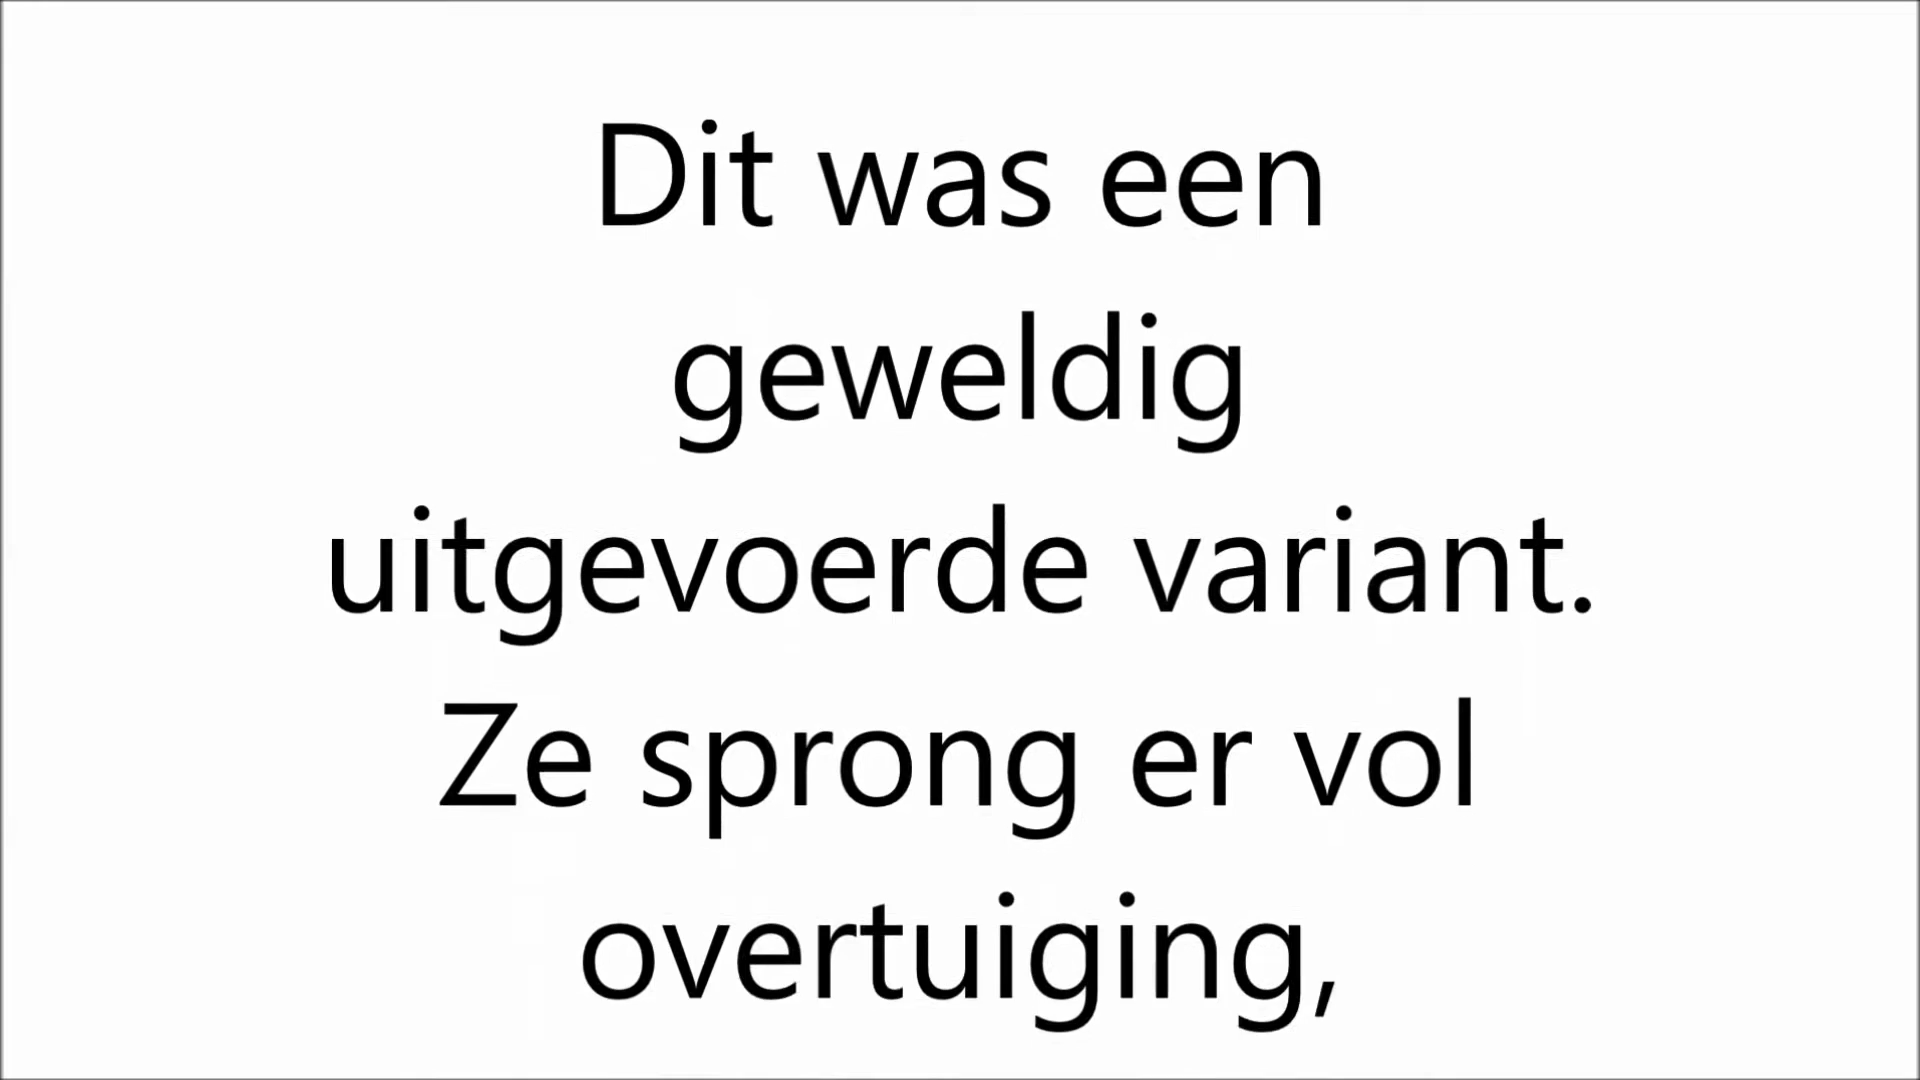 Dit was een
geweldig
uitgevoerde variant.
Ze sprong er vol
overtuiging,